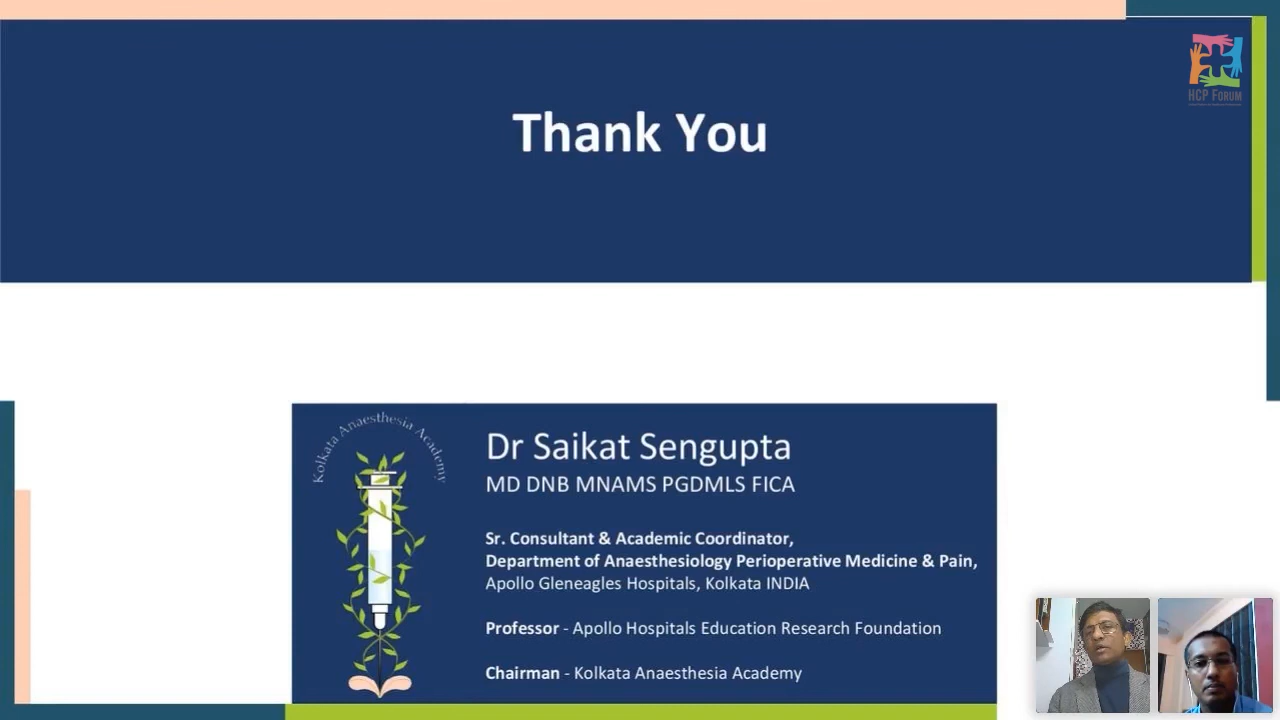 HCP FORUM
Thank You
Kolkata Anaesthesia Academy
Dr Saikat Sengupta
MD DNB MNAMS PGDMLS FICA
Sr. Consultant & Academic Coordinator,
Department of Anaesthesiology Perioperative Medicine & Pain,
Apollo Gleneagles Hospitals, Kolkata INDIA
Professor - Apollo Hospitals Education Research Foundation
Chairman - Kolkata Anaesthesia Academy